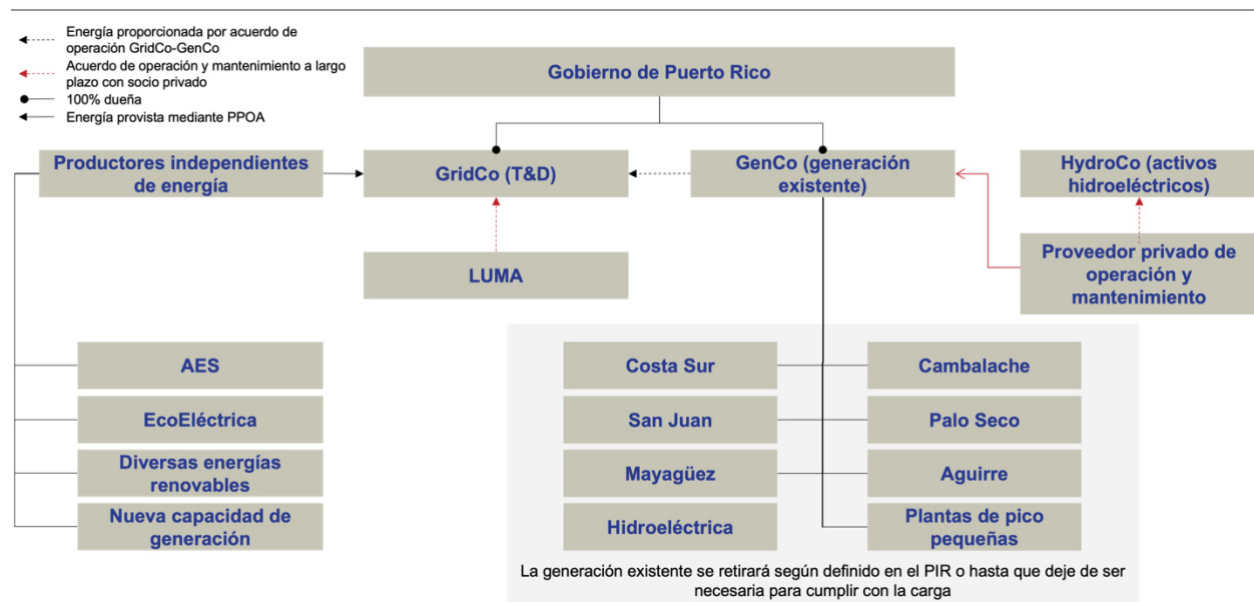 Energía proporcionada por acuerdo de
operación GridCo-GenCo
Acuerdo de operación y mantenimiento a largo
plazo con socio privado
100% dueña
Energía provista mediante PPOA
Gobierno de Puerto Rico
Productores independientes
de energía
GridCo (T&D)
GenCo (generación
existente)
HydroCo (activos
hidroeléctricos)
LUMA
Proveedor privado de
operación y
mantenimiento
AES
EcoEléctrica
Diversas energías
renovables
Nueva capacidad de
generación
Costa Sur
Cambalache
San Juan
Palo Seco
Mayagüez
Aguirre
Hidroeléctrica
Plantas de pico
pequeñas
La generación existente se retirará según definido en el PIR o hasta que deje de ser
necesaria para cumplir con la carga